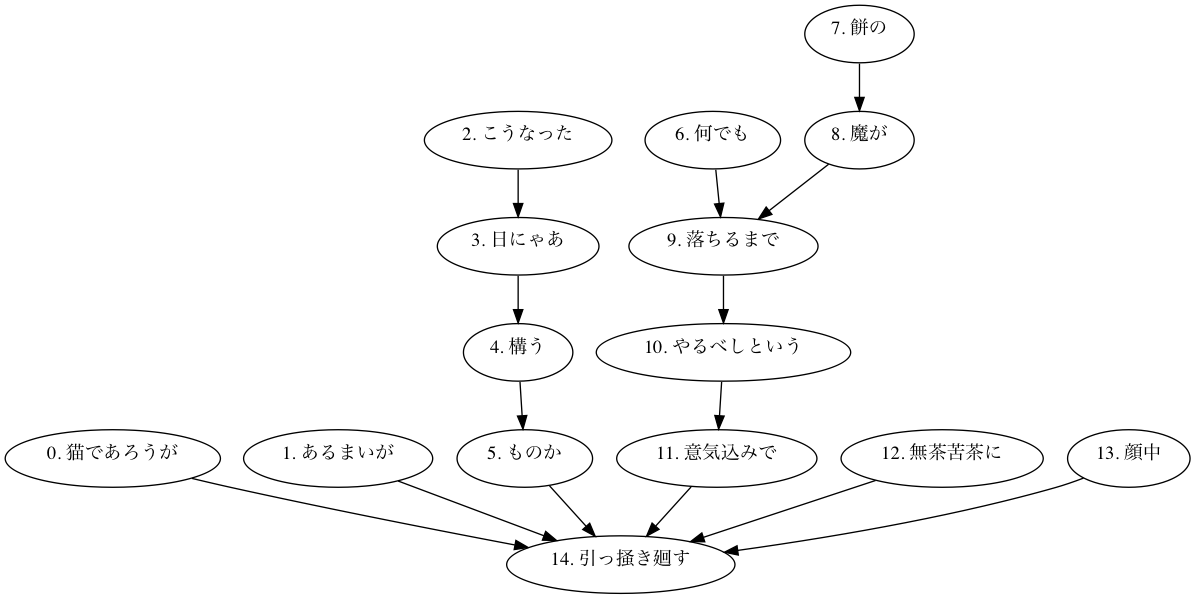 7. 餅の
2. こうなった
6. 何でも
8. 魔が
3. 日にゃあ
9. 落ちるまで
4. 構う
10. やるべしという
0. 猫であろうが
1. あるまいが
5. ものか
11. 意気込みで
12. 無茶苦茶に
13. 顔中
14. 引っ掻き廻す